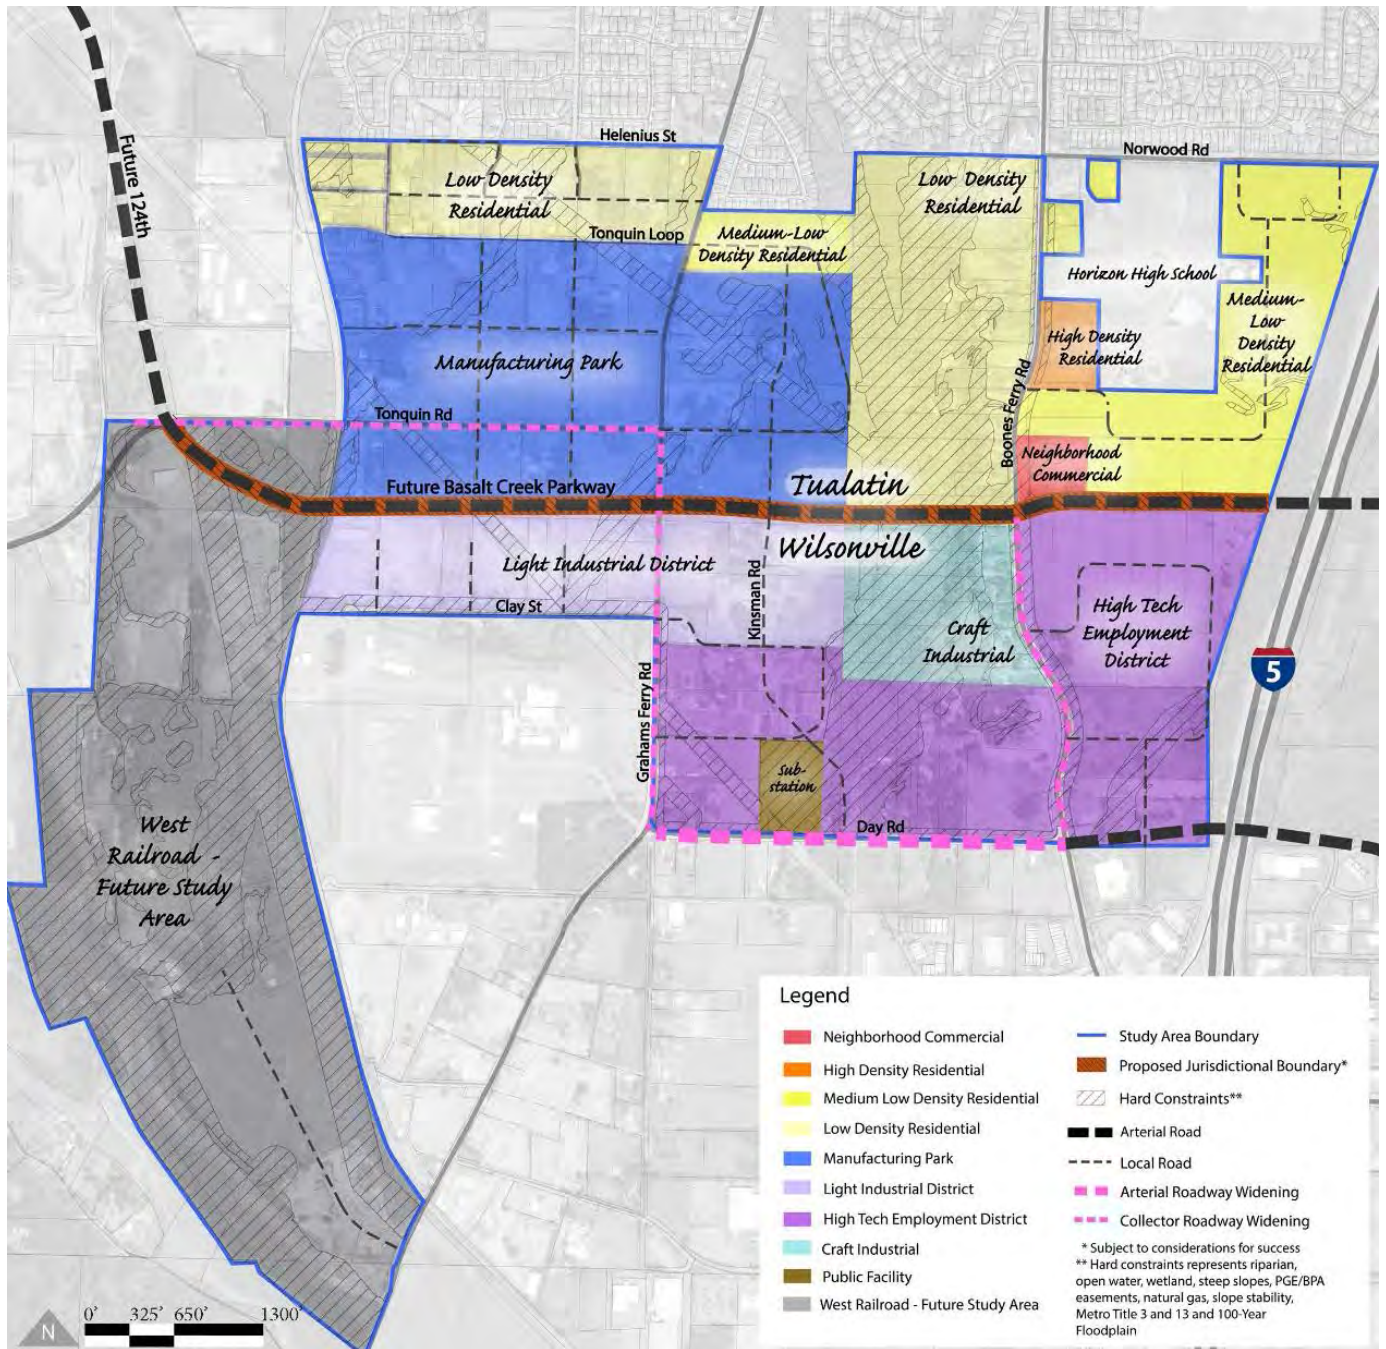 Helenius St
Norwood Rd
Future 124th
Low Density
Residential
Low Density
Residential
Tonquin Loop
Medium-Low
Density Residential
Horizon High School
Medium-
Low
Density
Residential
High Density
Residential
Manufacturing Park
Boones Ferry Rd
Tonquin Rd
Neighborhood
Commercial
Future Basalt Creek Parkway
Tualatin
Wilsonville
Light Industrial District
Kinsman Rd
Clay St
Craft
Industrial
High Tech
Employment
District
5
Grahams Ferry Rd
Sub-
station
Day Rd
West
Railroad -
Future Study
Area
Legend
Neighborhood Commercial
High Density Residential
Medium Low Density Residential
Low Density Residential
Manufacturing Park
Light Industrial District
High Tech Employment District
Craft Industrial
Public Facility
West Railroad - Future Study Area
Study Area Boundary
Proposed Jurisdictional Boundary*
Hard Constraints**
Arterial Road
Local Road
Arterial Roadway Widening
Collector Roadway Widening
* Subject to considerations for success
** Hard constraints represents riparian,
open water, wetland, steep slopes, PGE/BPA
easements, natural gas, slope stability,
Metro Title 3 and 13 and 100-Year
Floodplain
N
0' 325' 650' 1300'